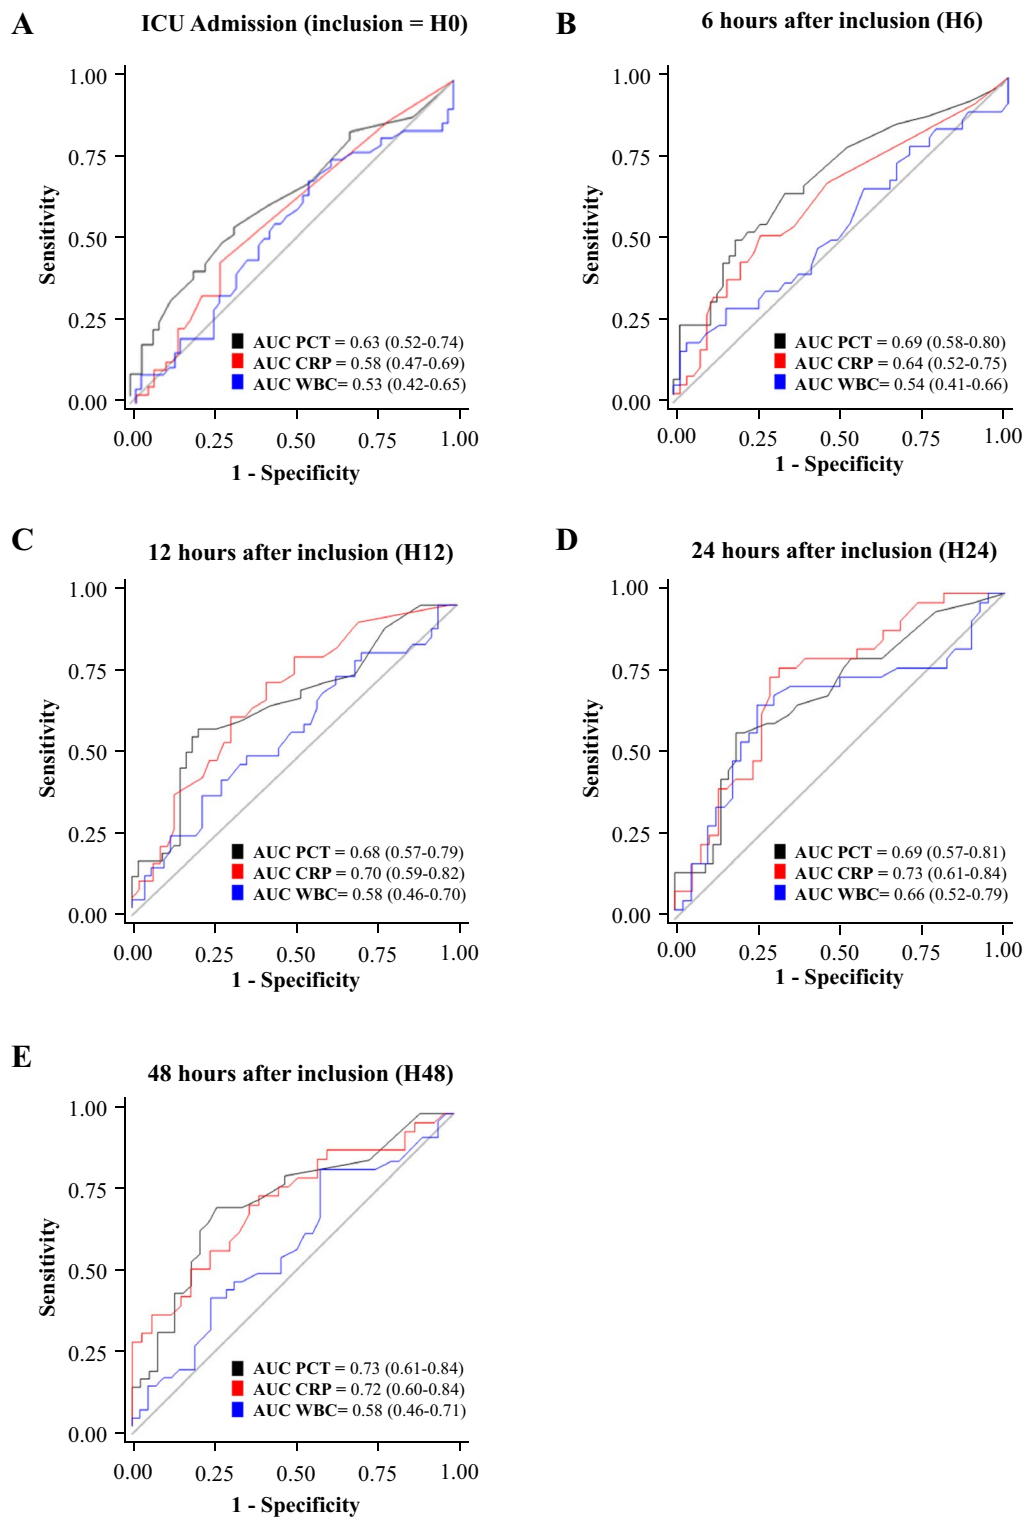 A
ICU Admission (inclusion = H0)
Sensitivity
1.00
0.75
0.50
0.25
0.00
AUC PCT = 0.63 (0.52-0.74)
AUC CRP = 0.58 (0.47-0.69)
AUC WBC= 0.53 (0.42-0.65)
0.00 0.25 0.50 0.75 1.00
1 - Specificity
B
6 hours after inclusion (H6)
Sensitivity
1.00
0.75
0.50
0.25
0.00
AUC PCT = 0.69 (0.58-0.80)
AUC CRP = 0.64 (0.52-0.75)
AUC WBC = 0.54 (0.41-0.66)
0.00 0.25 0.50 0.75 1.00
1 - Specificity
C
12 hours after inclusion (H12)
Sensitivity
1.00
0.75
0.50
0.25
0.00
AUC PCT = 0.68 (0.57-0.79)
AUC CRP = 0.70 (0.59-0.82)
AUC WBC= 0.58 (0.46-0.70)
0.00 0.25 0.50 0.75 1.00
1 - Specificity
D
24 hours after inclusion (H24)
Sensitivity
1.00
0.75
0.50
0.25
0.00
AUC PCT = 0.69 (0.57-0.81)
AUC CRP = 0.73 (0.61-0.84)
AUC WBC= 0.66 (0.52-0.79)
0.00 0.25 0.50 0.75 1.00
1 - Specificity
E
48 hours after inclusion (H48)
Sensitivity
1.00
0.75
0.50
0.25
0.00
AUC PCT = 0.73 (0.61-0.84)
AUC CRP = 0.72 (0.60-0.84)
AUC WBC= 0.58 (0.46-0.71)
0.00 0.25 0.50 0.75 1.00
1 - Specificity